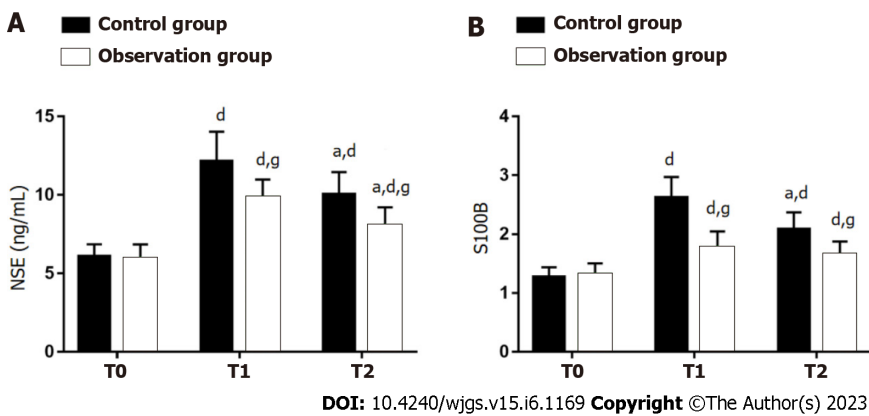 A
Control group
Observation group
NSE (ng/mL)
15
10
5
0
d
d,g
a,d
a,d,g
T0
T1
T2
B
Control group
Observation group
S100B
4
3
2
1
0
d
d,g
a,d
d,g
T0
T1
T2
DOI: 10.4240/wjgs.v15.i6.1169 Copyright ©The Author(s) 2023